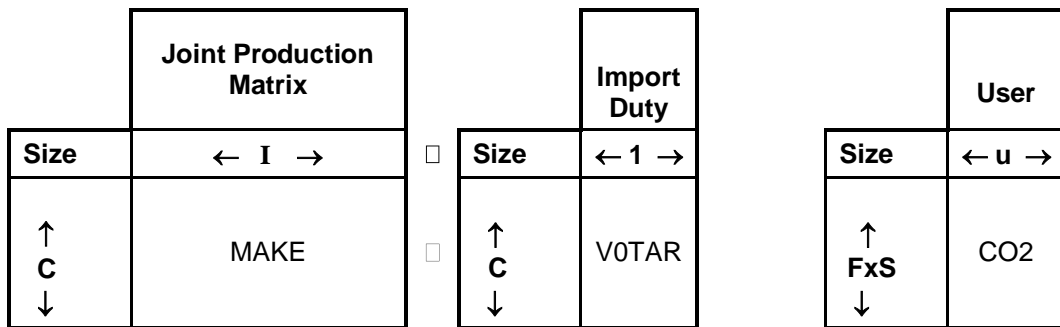 Joint Production
Matrix
Import
Duty
User
Size ← I → □ Size ← 1 → Size ← u →
↑ ↑ ↑
C MAKE □ C V0TAR FxS CO2
↓ ↓ ↓